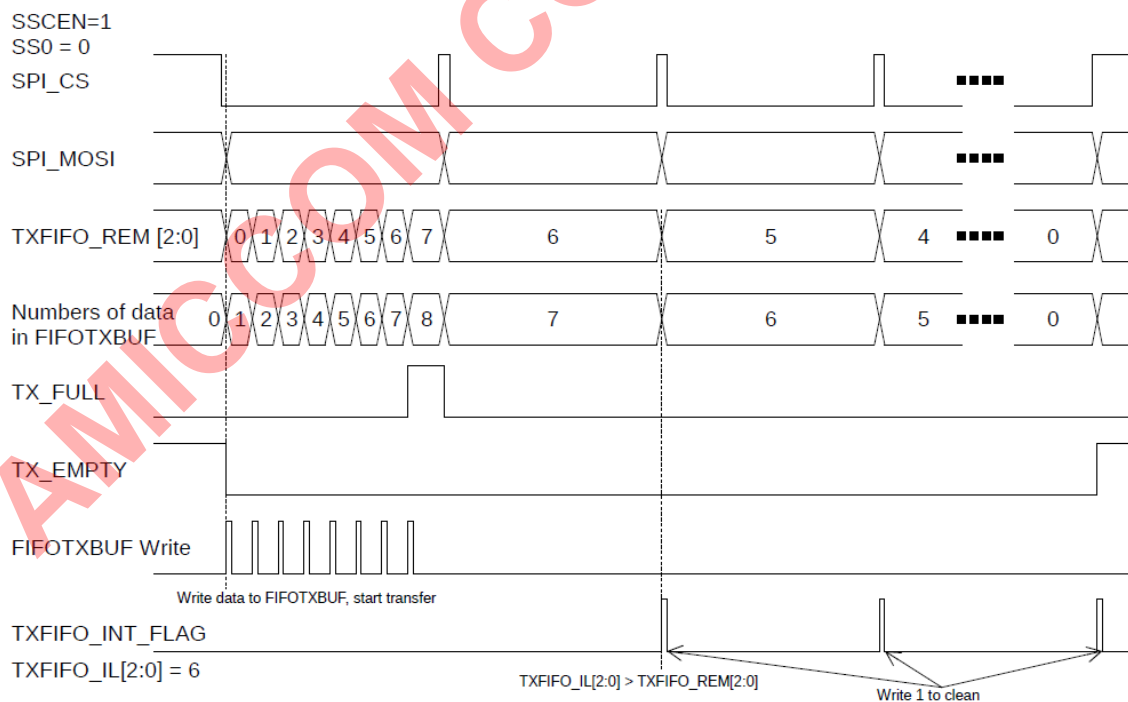 SSCEN=1
SS0 = 0
SPI_CS
SPI_MOSI
TXFIFO_REM [2:0] 0 1 2 3 4 5 6 7 6 5 4 0
Numbers of data
in FIFOTXBUF 0 1 2 3 4 5 6 7 8 7 6 5 0
TX_FULL
TX_EMPTY
FIFOTXBUF Write
Write data to FIFOTXBUF, start transfer
TXFIFO_INT_FLAG
TXFIFO_IL[2:0] = 6
TXFIFO_IL[2:0] > TXFIFO_REM[2:0]
Write 1 to clean
AMICCOM CO